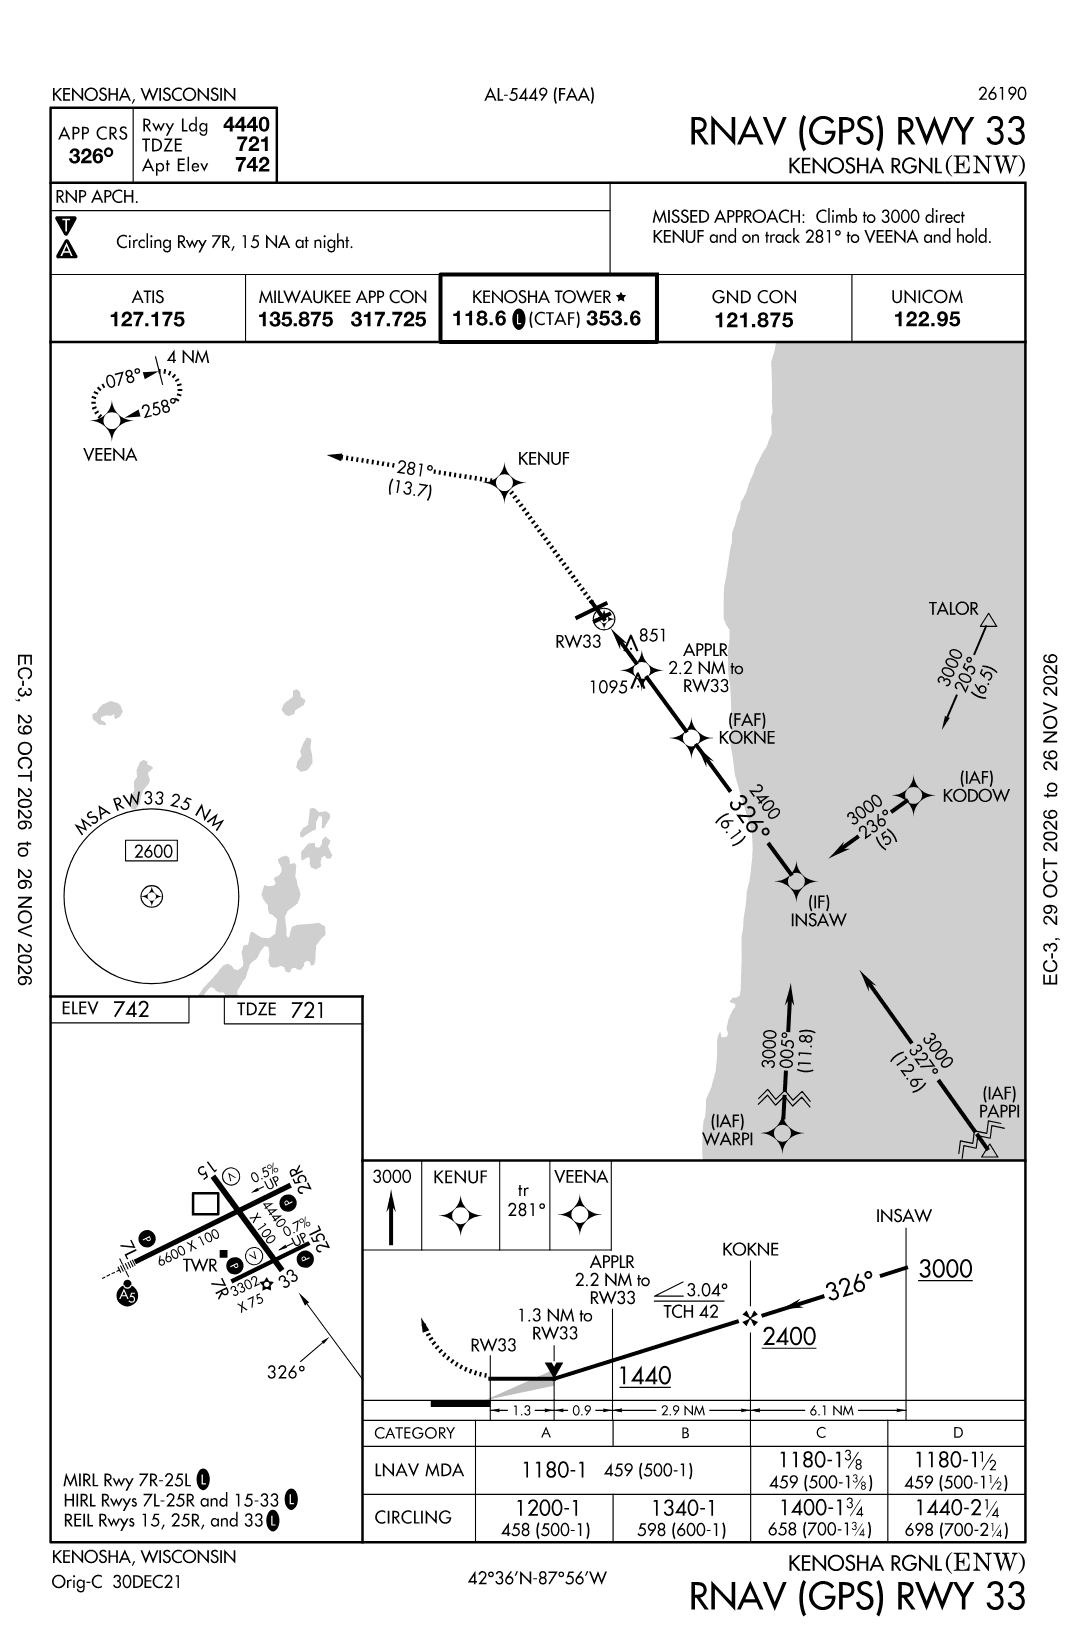 KENOSHA, WISCONSIN
AL-5449 (FAA)
26190
APP CRS
326°
Rwy Ldg 4440
TDZE 721
Apt Elev 742
RNAV (GPS) RWY 33
KENOSHA RGNL (ENW)
RNP APCH.
T
A
Circling Rwy 7R, 15 NA at night.
MISSED APPROACH: Climb to 3000 direct
KENUF and on track 281° to VEENA and hold.
ATIS
127.175
MILWAUKEE APP CON
135.875 317.725
KENOSHA TOWER ★
118.6 L (CTAF) 353.6
GND CON
121.875
UNICOM
122.95
4 NM
078°
258°
VEENA
KENUF
281°
(13.7)
TALOR
3000
205°
(6.5)
RW33
851
APPLR
2.2 NM to
RW33
1095
(FAF)
KOKNE
2400
326°
(6.1)
(IAF)
KODOW
3000
236°
(5)
(IF)
INSAW
MSA RW33 25 NM
2600
3000
005°
(11.8)
(IAF)
WARPI
3000
327°
(12.6)
(IAF)
PAPPI
EC-3, 29 OCT 2026 to 26 NOV 2026
EC-3, 29 OCT 2026 to 26 NOV 2026
ELEV 742
TDZE 721
15
V
0.5%
UP
25R
P
4440
X 100
0.7%
UP
25L
P
7L
P
6600 X 100
TWR
P
V
7R
3302
X 75
33
A5
326°
MIRL Rwy 7R-25L L
HIRL Rwys 7L-25R and 15-33 L
REIL Rwys 15, 25R, and 33 L
3000
KENUF
tr
281°
VEENA
INSAW
KOKNE
APPLR
2.2 NM to
RW33
3.04°
TCH 42
326°
3000
2400
1.3 NM to
RW33
RW33
1440
1.3
0.9
2.9 NM
6.1 NM
CATEGORY
A
B
C
D
LNAV MDA
1180-1 459 (500-1)
1180-1⅜
459 (500-1⅜)
1180-1½
459 (500-1½)
CIRCLING
1200-1
458 (500-1)
1340-1
598 (600-1)
1400-1¾
658 (700-1¾)
1440-2¼
698 (700-2¼)
KENOSHA, WISCONSIN
Orig-C 30DEC21
42°36'N-87°56'W
KENOSHA RGNL (ENW)
RNAV (GPS) RWY 33